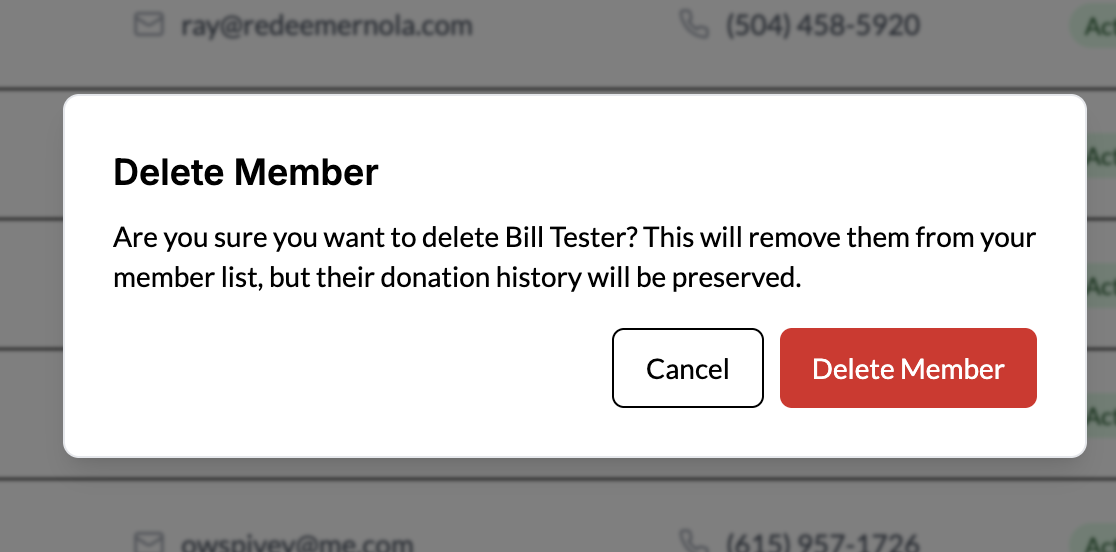 ray@redeemernola.com (504) 458-5920
Delete Member
Are you sure you want to delete Bill Tester? This will remove them from your
member list, but their donation history will be preserved.
Cancel Delete Member
owspivey@me.com (615) 957-1726